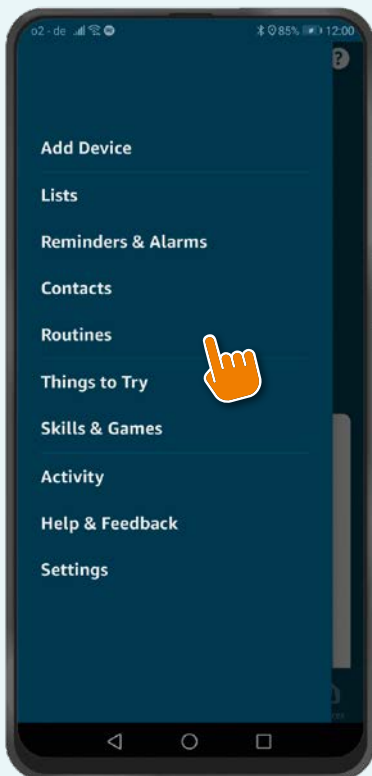 o2 - de 85% 12:00
?
Add Device
Lists
Reminders & Alarms
Contacts
Routines
Things to Try
Skills & Games
Activity
Help & Feedback
Settings